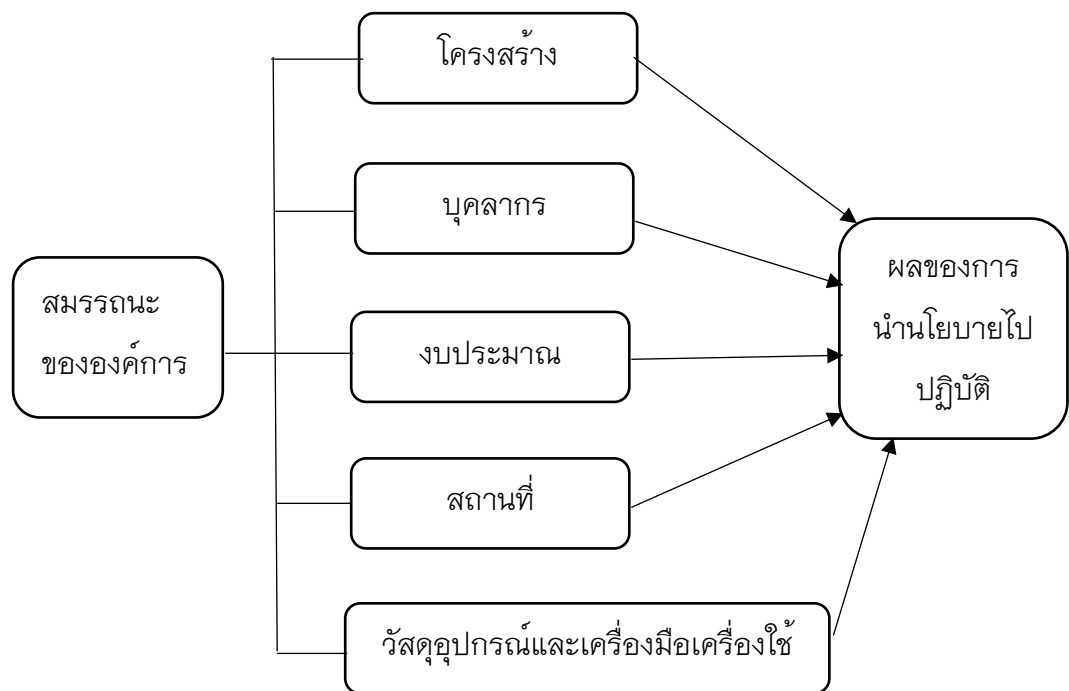 สมรรถนะ
ขององค์การ
โครงสร้าง
บุคลากร
งบประมาณ
สถานที่
วัสดุอุปกรณ์และเครื่องมือเครื่องใช้
ผลของการ
นำนโยบายไป
ปฏิบัติ